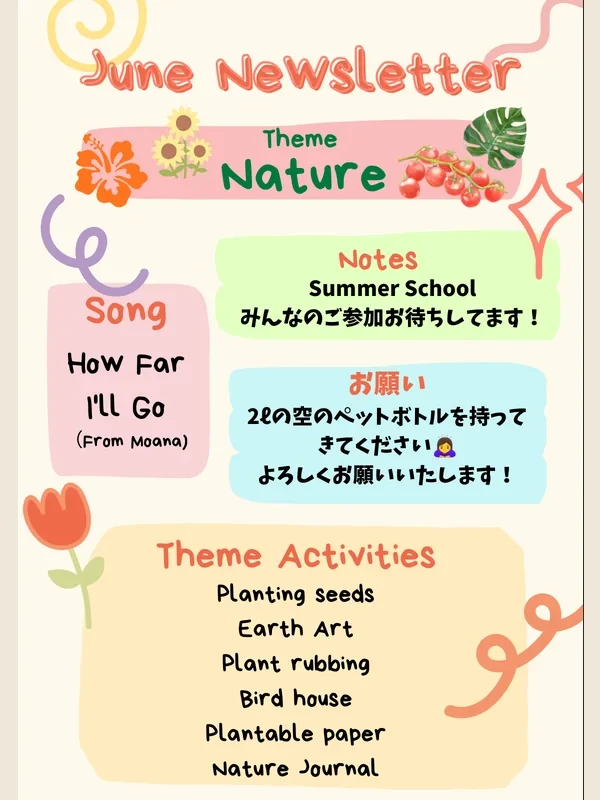 June Newsletter
Theme
Nature
Notes
Summer School
みんなのご参加お待ちしてます！
Song
How Far
I'll Go
(From Moana)
お願い
2ℓの空のペットボトルを持って
きてください🙇‍♀️
よろしくお願いいたします！
Theme Activities
Planting seeds
Earth Art
Plant rubbing
Bird house
Plantable paper
Nature Journal